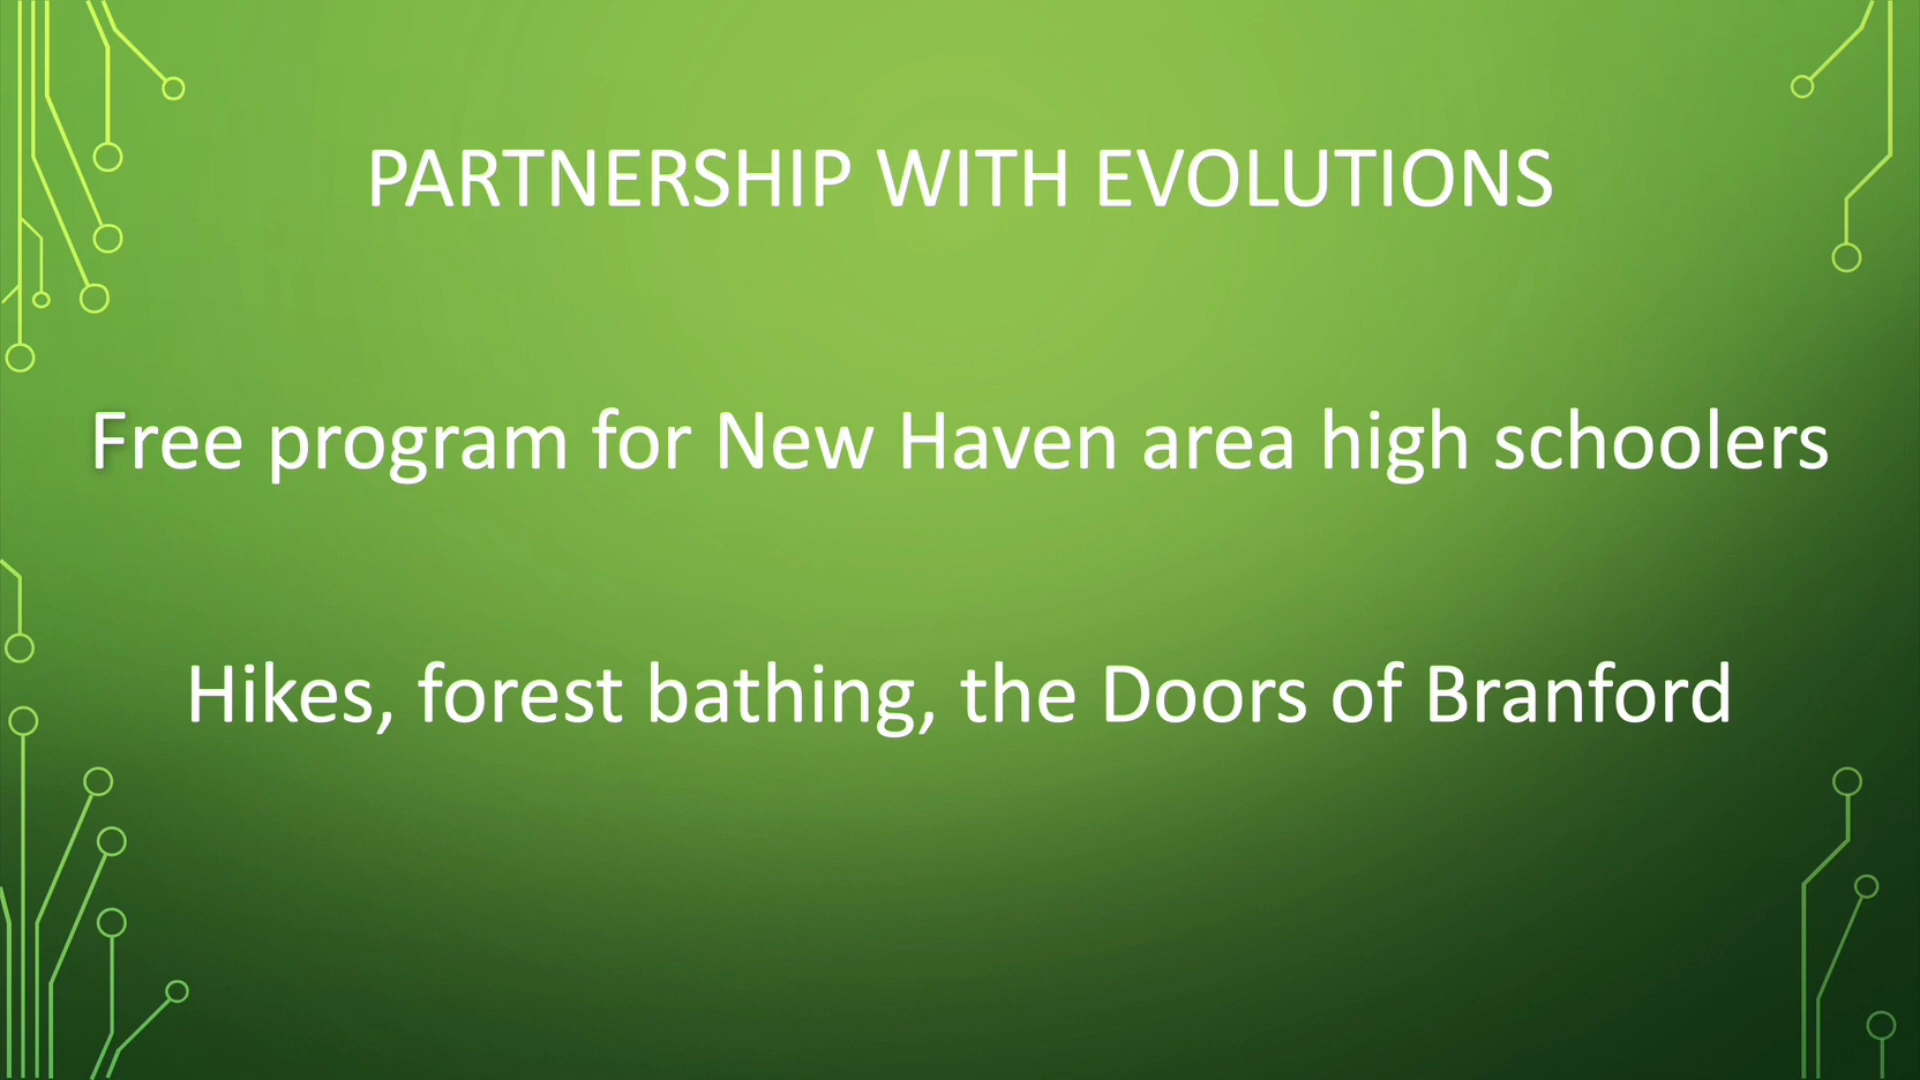 PARTNERSHIP WITH EVOLUTIONS
Free program for New Haven area high schoolers
Hikes, forest bathing, the Doors of Branford